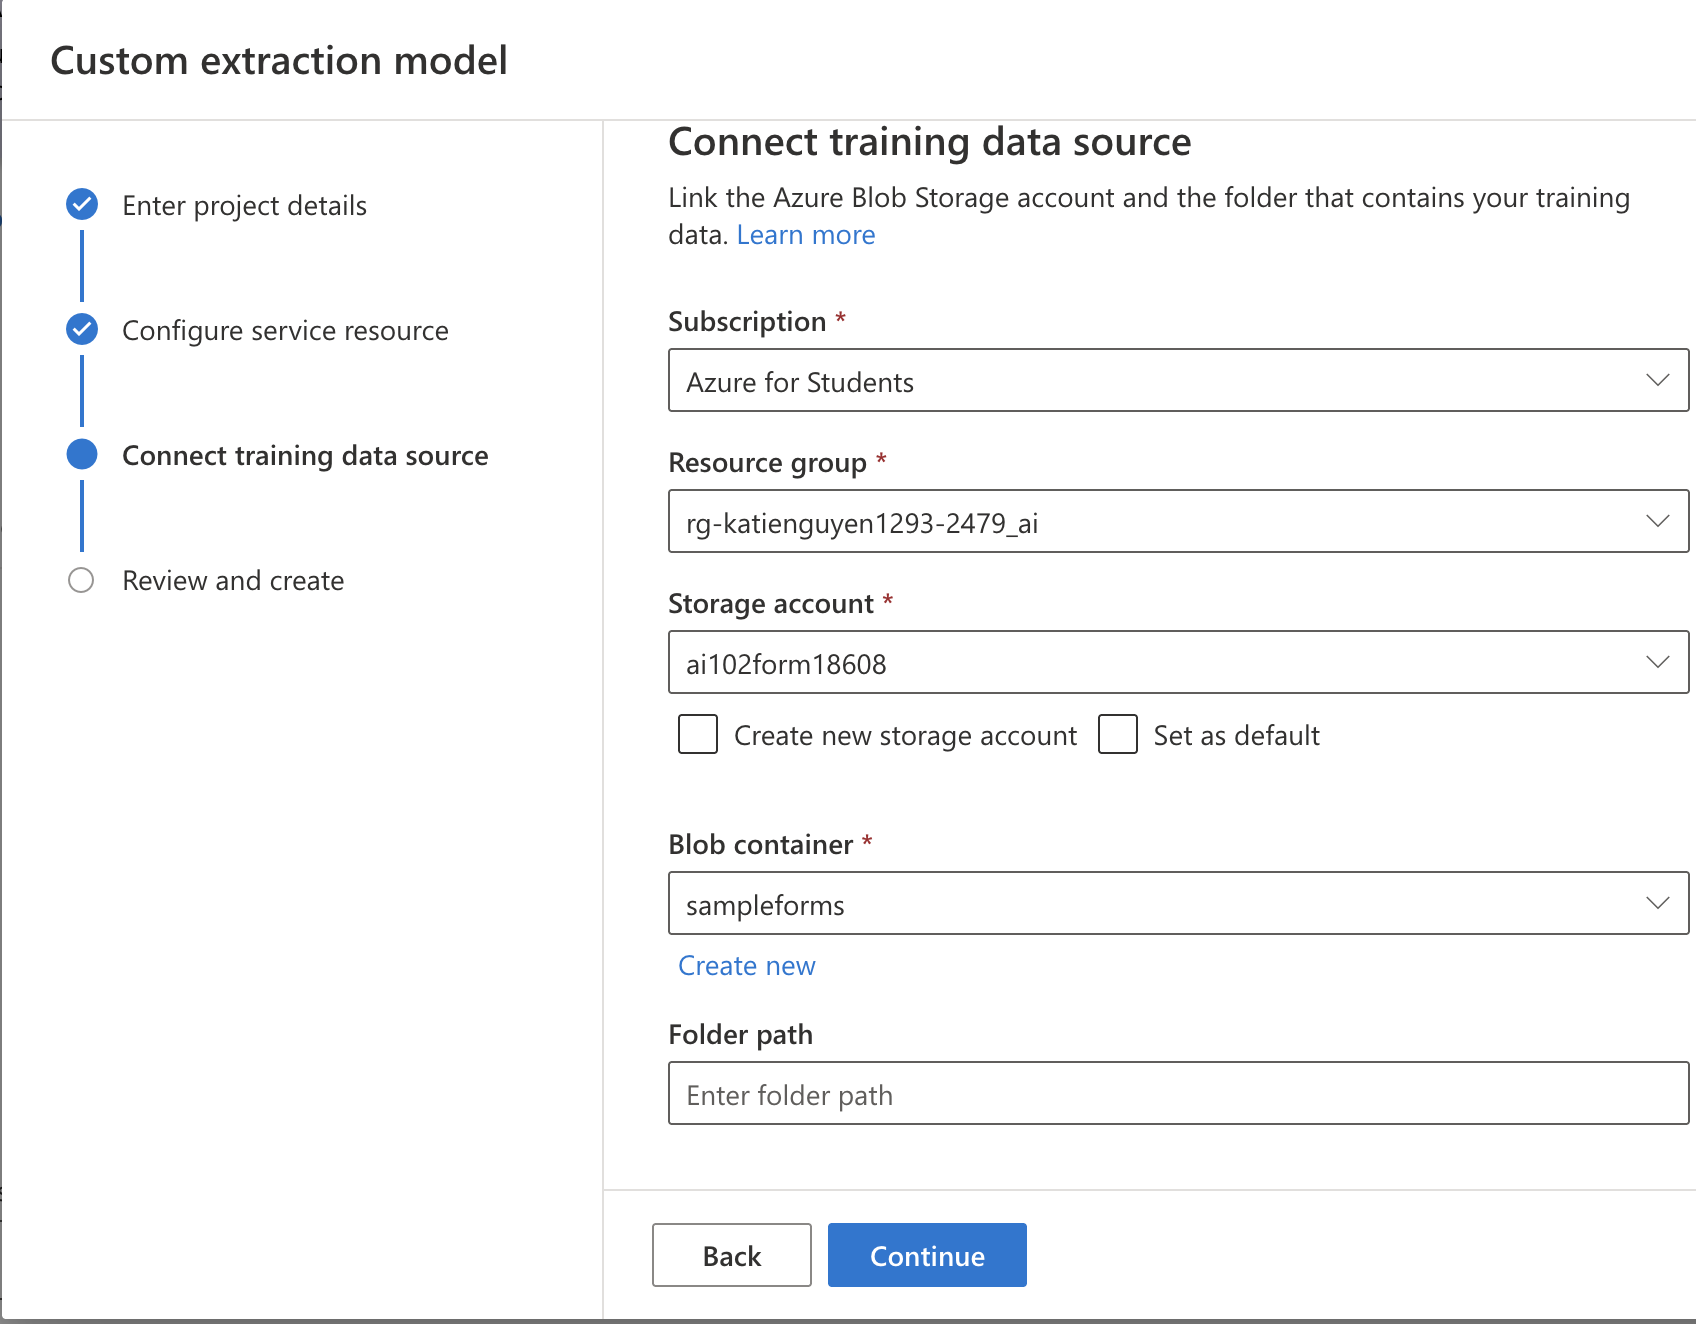 Custom extraction model
Enter project details
Configure service resource
Connect training data source
Review and create
Connect training data source
Link the Azure Blob Storage account and the folder that contains your training
data. Learn more
Subscription *
Azure for Students
Resource group *
rg-katienguyen1293-2479_ai
Storage account *
ai102form18608
Create new storage account Set as default
Blob container *
sampleforms
Create new
Folder path
Enter folder path
Back Continue